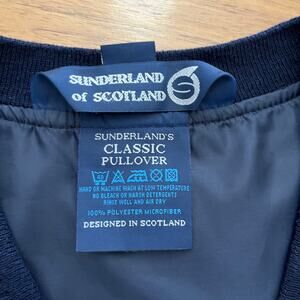 SUNDERLAND
OF SCOTLAND
SUNDERLAND'S
CLASSIC
PULLOVER
HAND OR MACHINE WASH AT LOW TEMPERATURE
NO BLEACH OR HARSH DETERGENTS
RINSE WELL AND AIR DRY
100% POLYESTER MICROFIBER
DESIGNED IN SCOTLAND